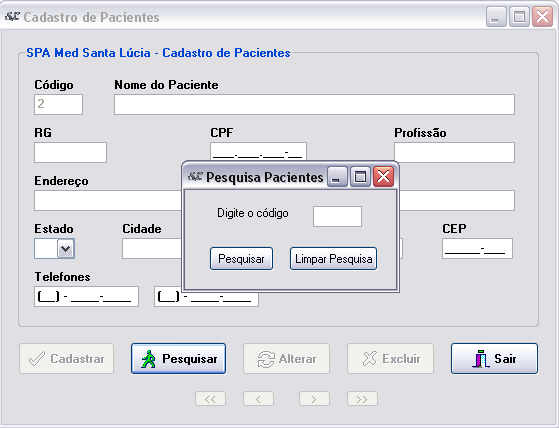 Cadastro de Pacientes
SPA Med Santa Lúcia - Cadastro de Pacientes
Código Nome do Paciente
2
RG CPF Profissão
___.___.___-__
Pesquisa Pacientes
Endereço
Digite o código
Estado Cidade CEP
_____-___
Pesquisar Limpar Pesquisa
Telefones
(__) - ____-____ (__) - ____-____
Cadastrar Pesquisar Alterar Excluir Sair
<< < > >>